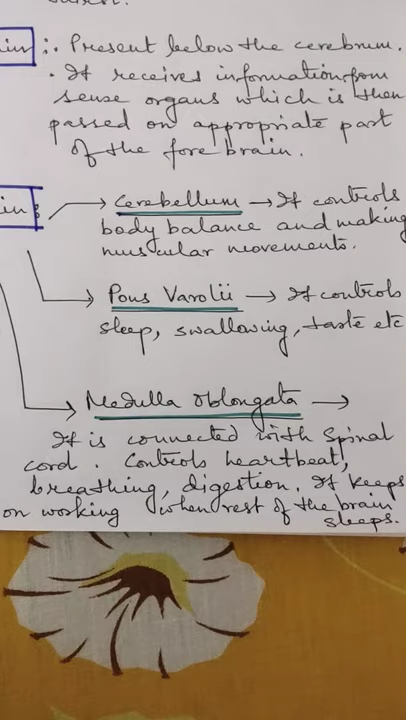 in :. Present below the cerebrum.
. It receives information from
sense organs which is then
passed on appropriate part
of the fore brain.
in : → Cerebellum → It controls
body balance and making
muscular movements.
→ Pons Varolii → It controls
sleep, swallowing, taste etc
→ Medulla Oblongata →
It is connected with Spinal
cord. Controls heartbeat,
breathing, digestion. It keeps
on working when rest of the brain
sleeps.